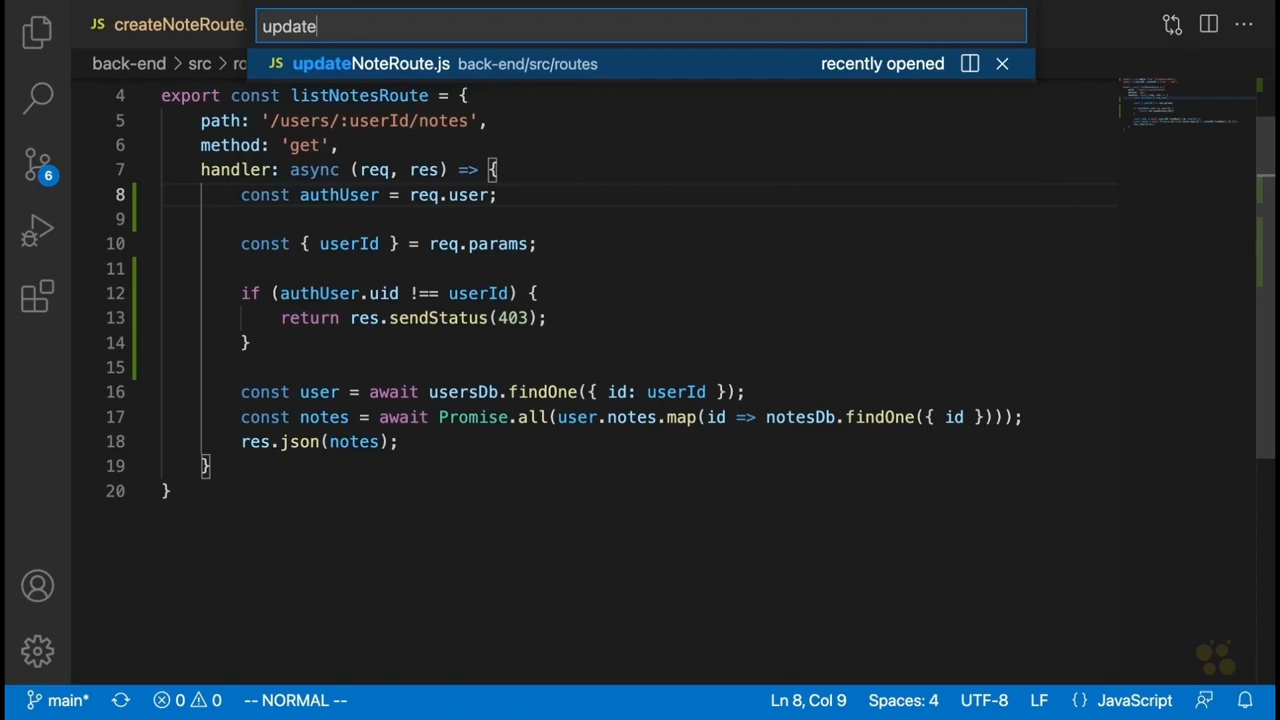 JS createNoteRoute.
update
JS updateNoteRoute.js back-end/src/routes recently opened
back-end > src > ro
4 export const listNotesRoute = {
5 path: '/users/:userId/notes',
6 method: 'get',
7 handler: async (req, res) => {
8 const authUser = req.user;
9
10 const { userId } = req.params;
11
12 if (authUser.uid !== userId) {
13 return res.sendStatus(403);
14 }
15
16 const user = await usersDb.findOne({ id: userId });
17 const notes = await Promise.all(user.notes.map(id => notesDb.findOne({ id })));
18 res.json(notes);
19 }
20 }
6
main* 0 0 -- NORMAL -- Ln 8, Col 9 Spaces: 4 UTF-8 LF {} JavaScript